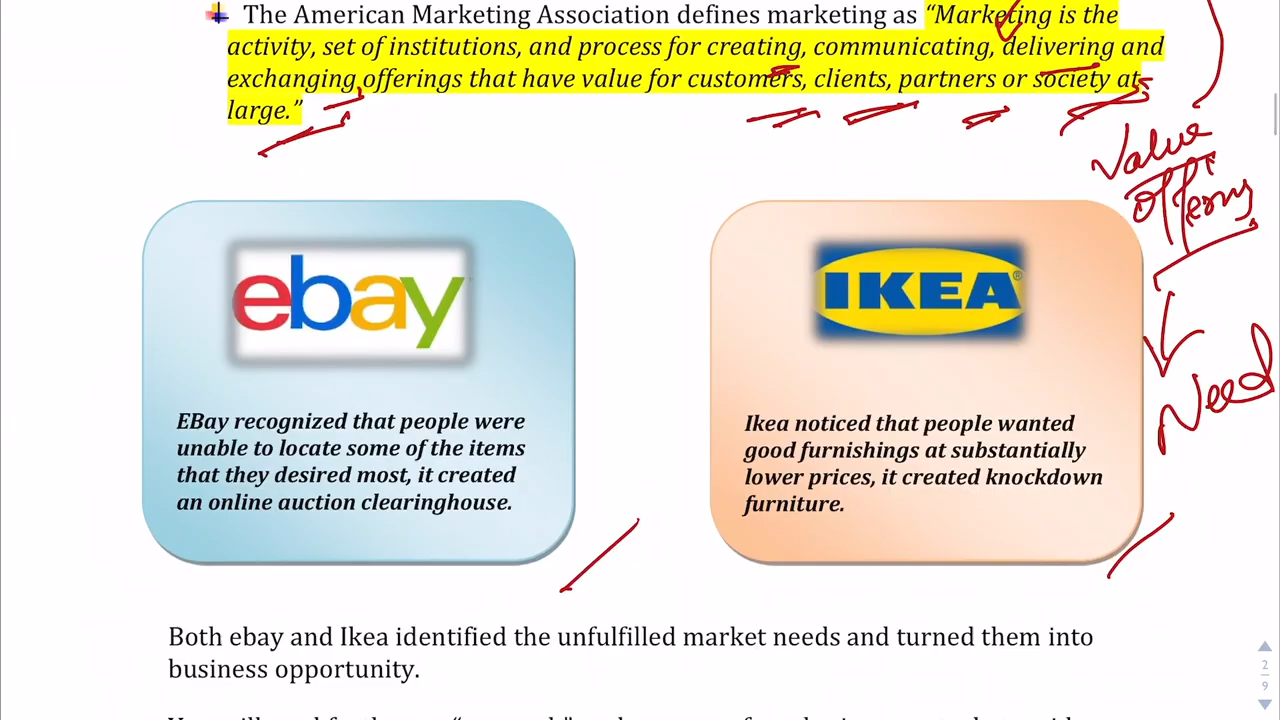 The American Marketing Association defines marketing as “Marketing is the
activity, set of institutions, and process for creating, communicating, delivering and
exchanging offerings that have value for customers, clients, partners or society at
large.”
Value
offerings
Need
ebay
IKEA®
EBay recognized that people were
unable to locate some of the items
that they desired most, it created
an online auction clearinghouse.
Ikea noticed that people wanted
good furnishings at substantially
lower prices, it created knockdown
furniture.
Both ebay and Ikea identified the unfulfilled market needs and turned them into
business opportunity.
2
9